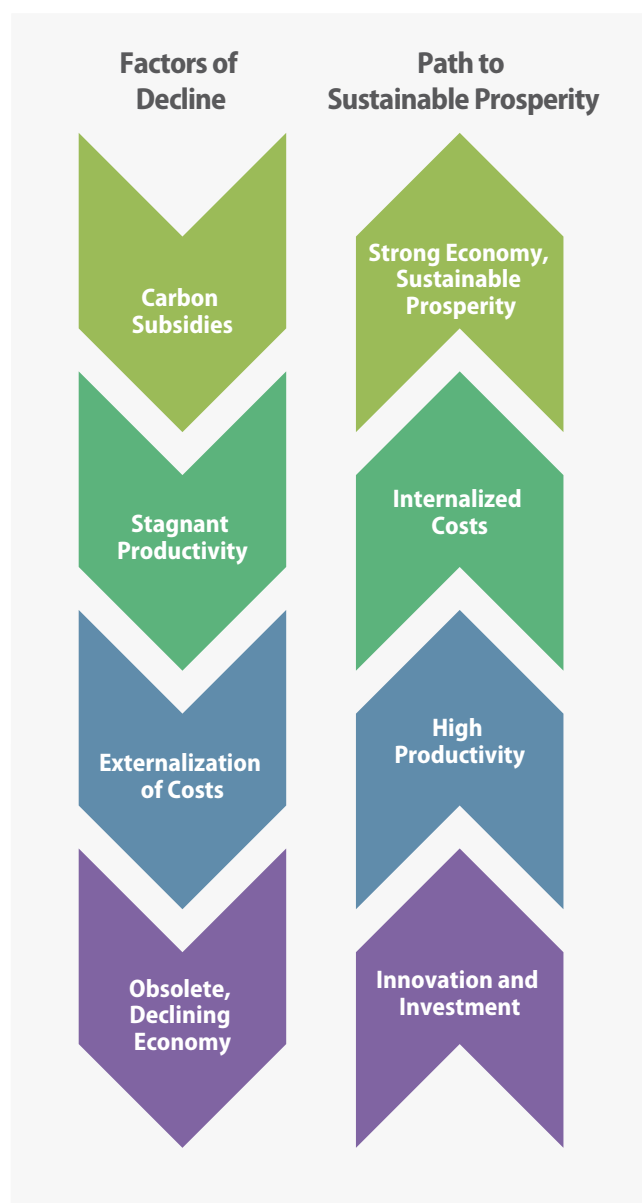 Factors of
Decline
Carbon
Subsidies
Stagnant
Productivity
Externalization
of Costs
Obsolete,
Declining
Economy
Path to
Sustainable Prosperity
Strong Economy,
Sustainable
Prosperity
Internalized
Costs
High
Productivity
Innovation and
Investment